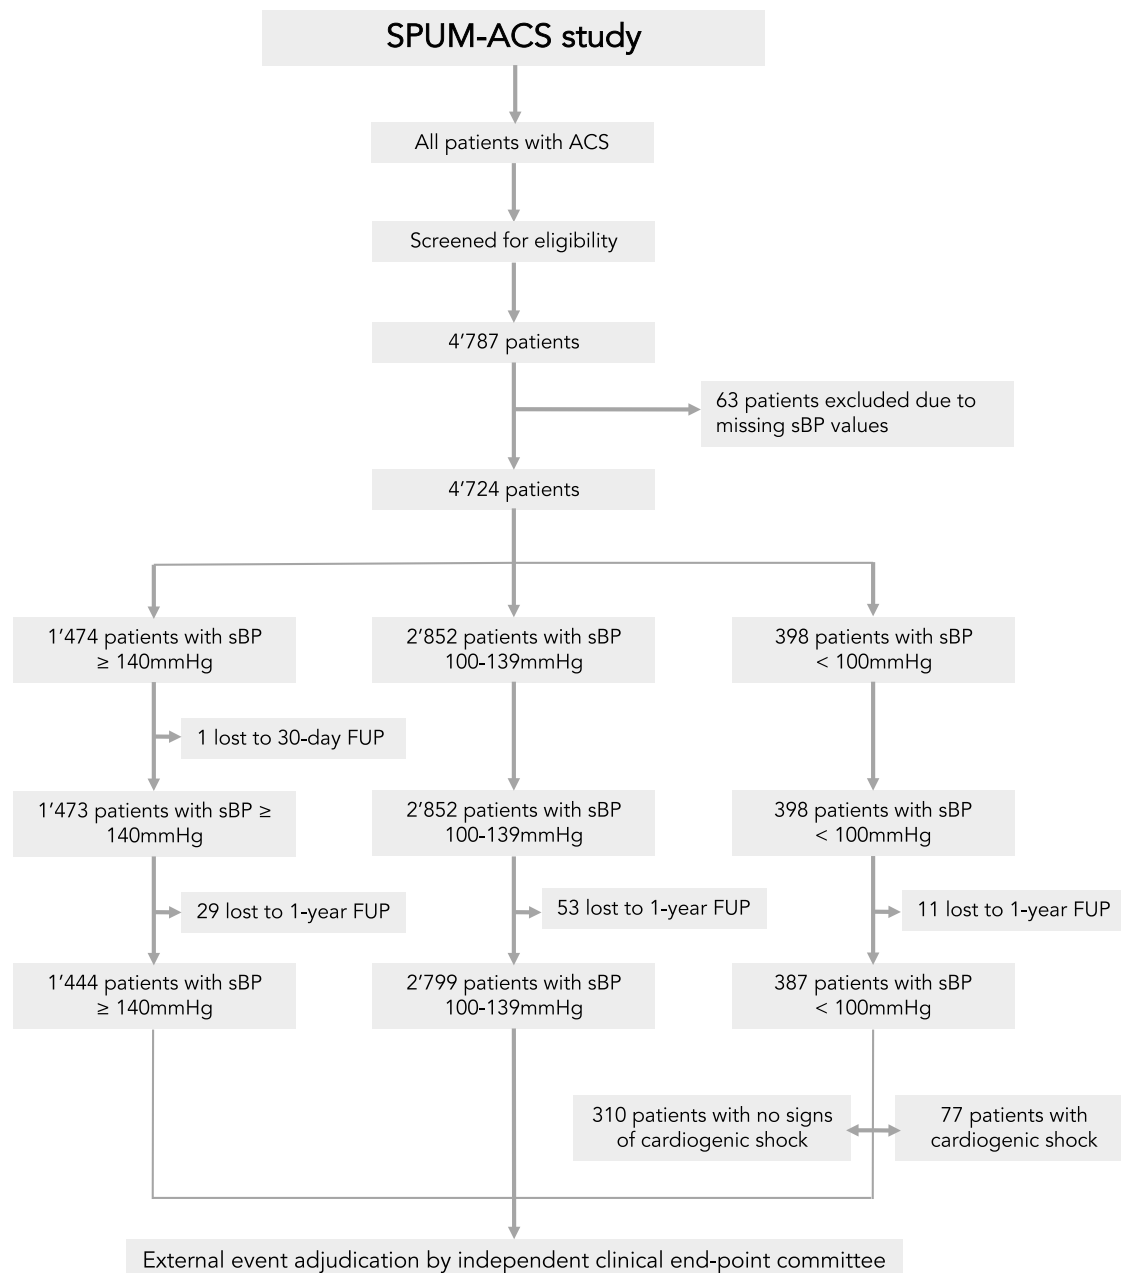 SPUM-ACS study
All patients with ACS
Screened for eligibility
4'787 patients
63 patients excluded due to
missing sBP values
4'724 patients
1'474 patients with sBP
≥ 140mmHg
2'852 patients with sBP
100-139mmHg
398 patients with sBP
< 100mmHg
1 lost to 30-day FUP
1'473 patients with sBP ≥
140mmHg
2'852 patients with sBP
100-139mmHg
398 patients with sBP
< 100mmHg
29 lost to 1-year FUP
53 lost to 1-year FUP
11 lost to 1-year FUP
1'444 patients with sBP
≥ 140mmHg
2'799 patients with sBP
100-139mmHg
387 patients with sBP
< 100mmHg
310 patients with no signs
of cardiogenic shock
77 patients with
cardiogenic shock
External event adjudication by independent clinical end-point committee